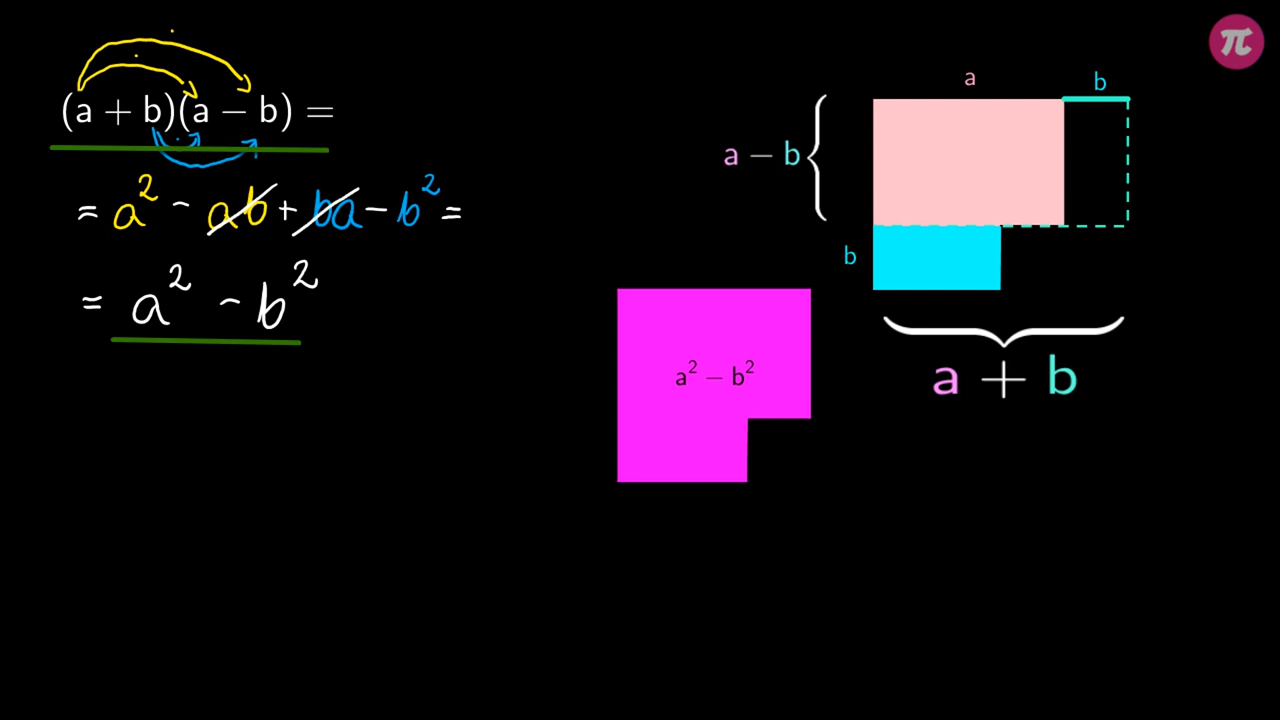 (a + b)(a − b) =
= a² − ab + ba − b² =
= a² − b²
a
b
a − b
b
a + b
a² − b²
π